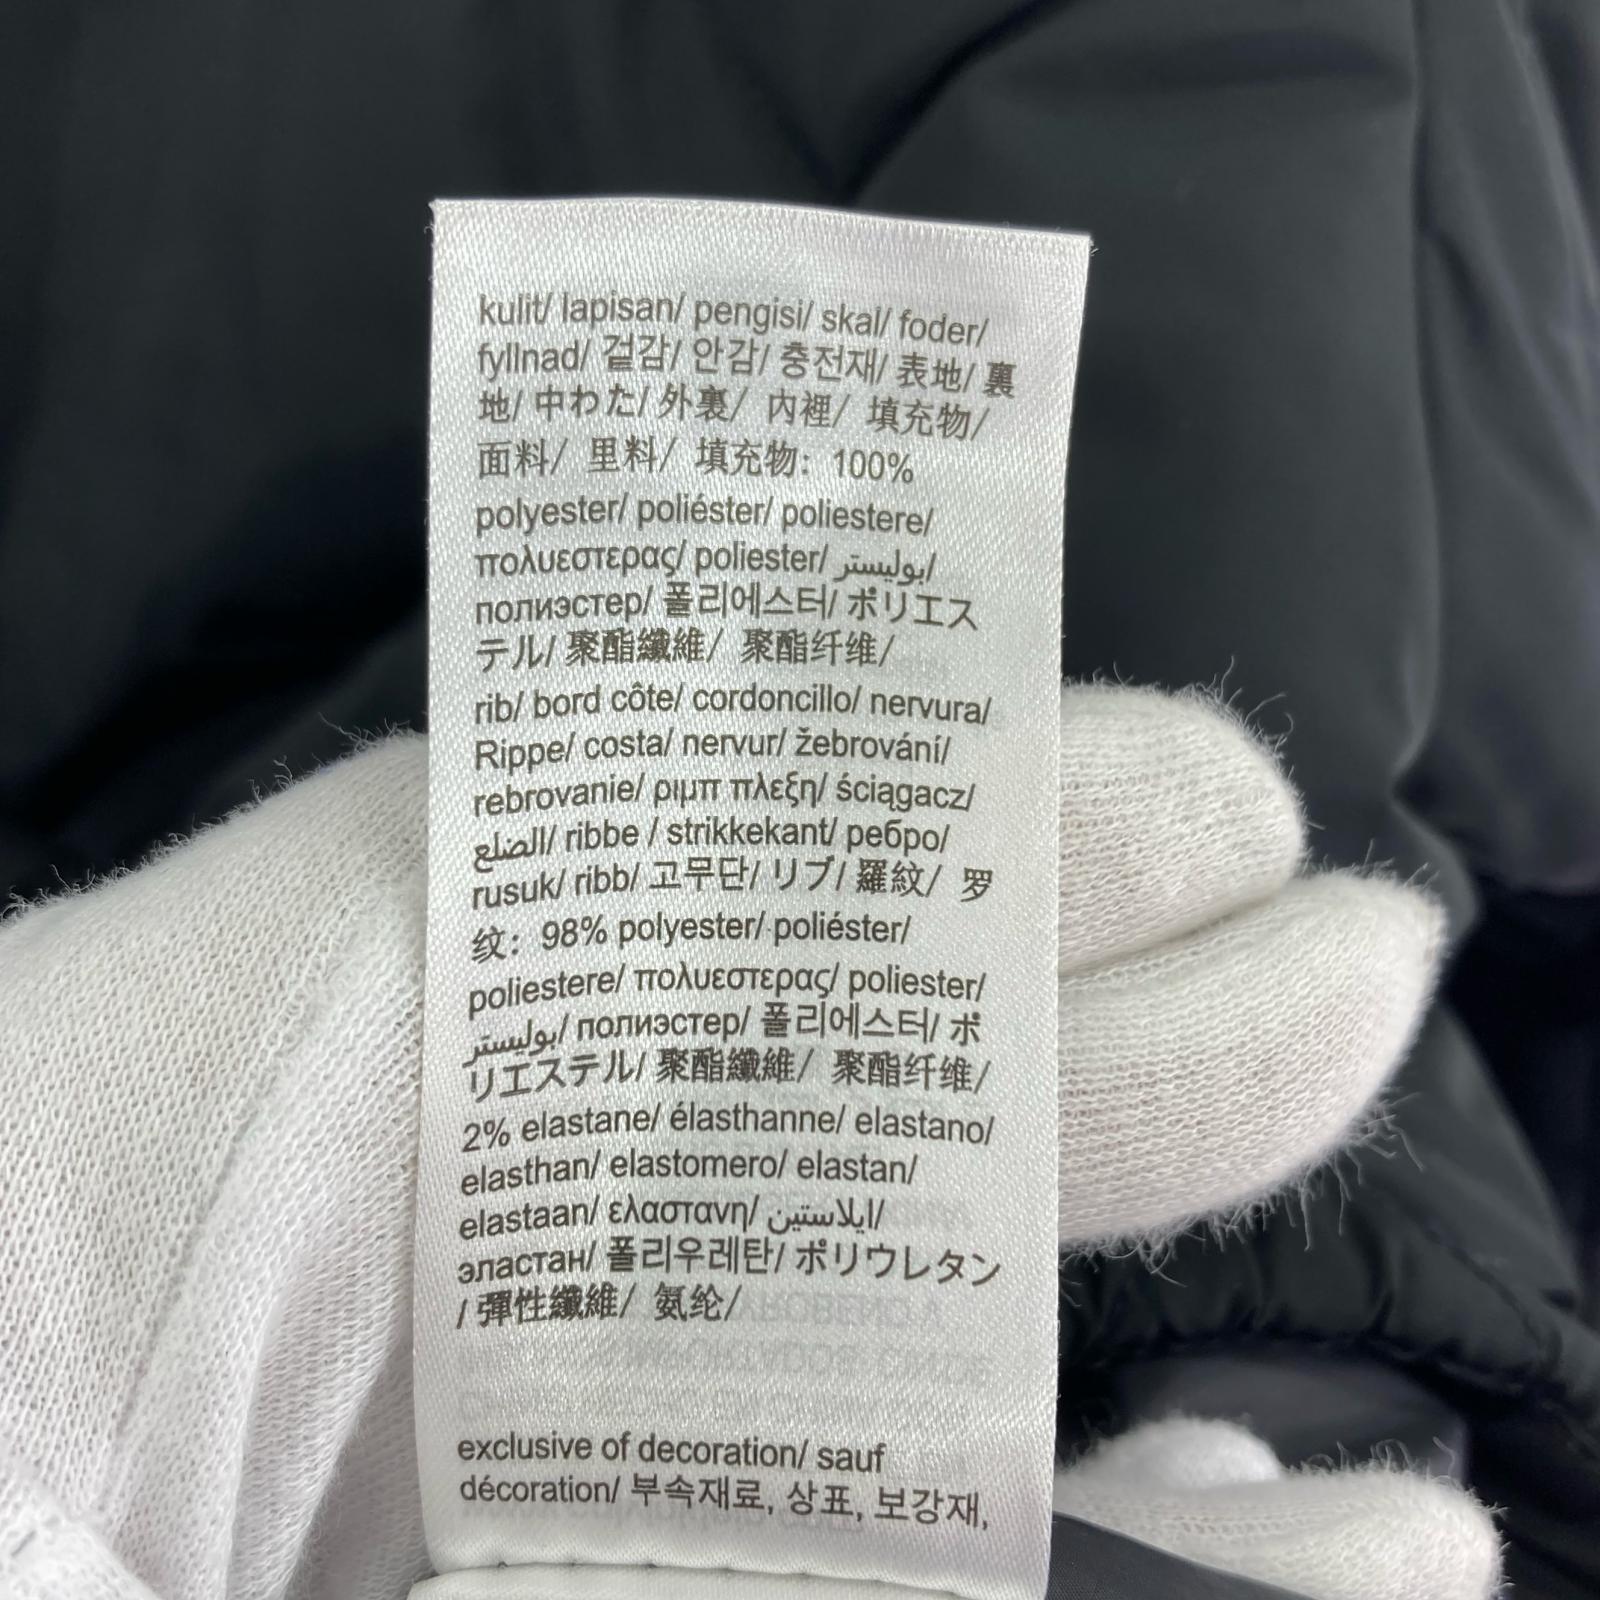 kulit/ lapisan/ pengisi/ skal/ foder/
fyllnad/ 겉감/ 안감/ 충전재/ 表地/ 裏
地/ 中わた/ 外裏/ 內裡/ 填充物/
面料/ 里料/ 填充物: 100%
polyester/ poliéster/ poliestere/
πολυεστερας/ poliester/ بوليستر/
полиэстер/ 폴리에스터/ ポリエス
テル/ 聚酯纖維/ 聚酯纤维/
rib/ bord côte/ cordoncillo/ nervura/
Rippe/ costa/ nervur/ žebrování/
rebrovanie/ ριμπ πλεξη/ ściągacz/
الضلع/ ribbe / strikkekant/ ребро/
rusuk/ ribb/ 고무단/ リブ/ 羅紋/ 罗
纹: 98% polyester/ poliéster/
poliestere/ πολυεστερας/ poliester/
بوليستر/ полиэстер/ 폴리에스터/ ポ
リエステル/ 聚酯纖維/ 聚酯纤维/
2% elastane/ élasthanne/ elastano/
elasthan/ elastomero/ elastan/
elastaan/ ελαστανη/ ايلاستين/
эластан/ 폴리우레탄/ ポリウレタン
/ 彈性纖維/ 氨纶/
exclusive of decoration/ sauf
décoration/ 부속재료, 상표, 보강재,